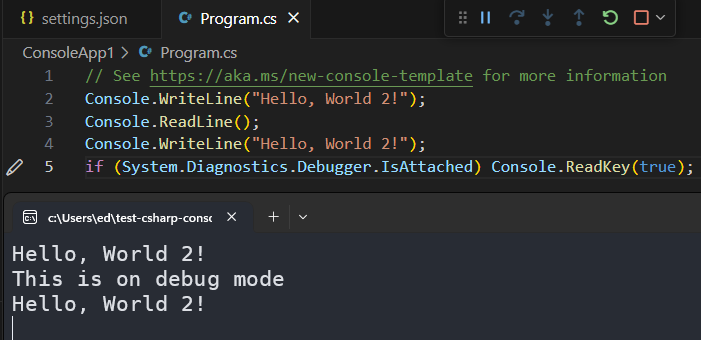 {} settings.json
C# Program.cs
ConsoleApp1 > C# Program.cs
1 // See https://aka.ms/new-console-template for more information
2 Console.WriteLine("Hello, World 2!");
3 Console.ReadLine();
4 Console.WriteLine("Hello, World 2!");
5 if (System.Diagnostics.Debugger.IsAttached) Console.ReadKey(true);
c:\Users\ed\test-csharp-conso
Hello, World 2!
This is on debug mode
Hello, World 2!